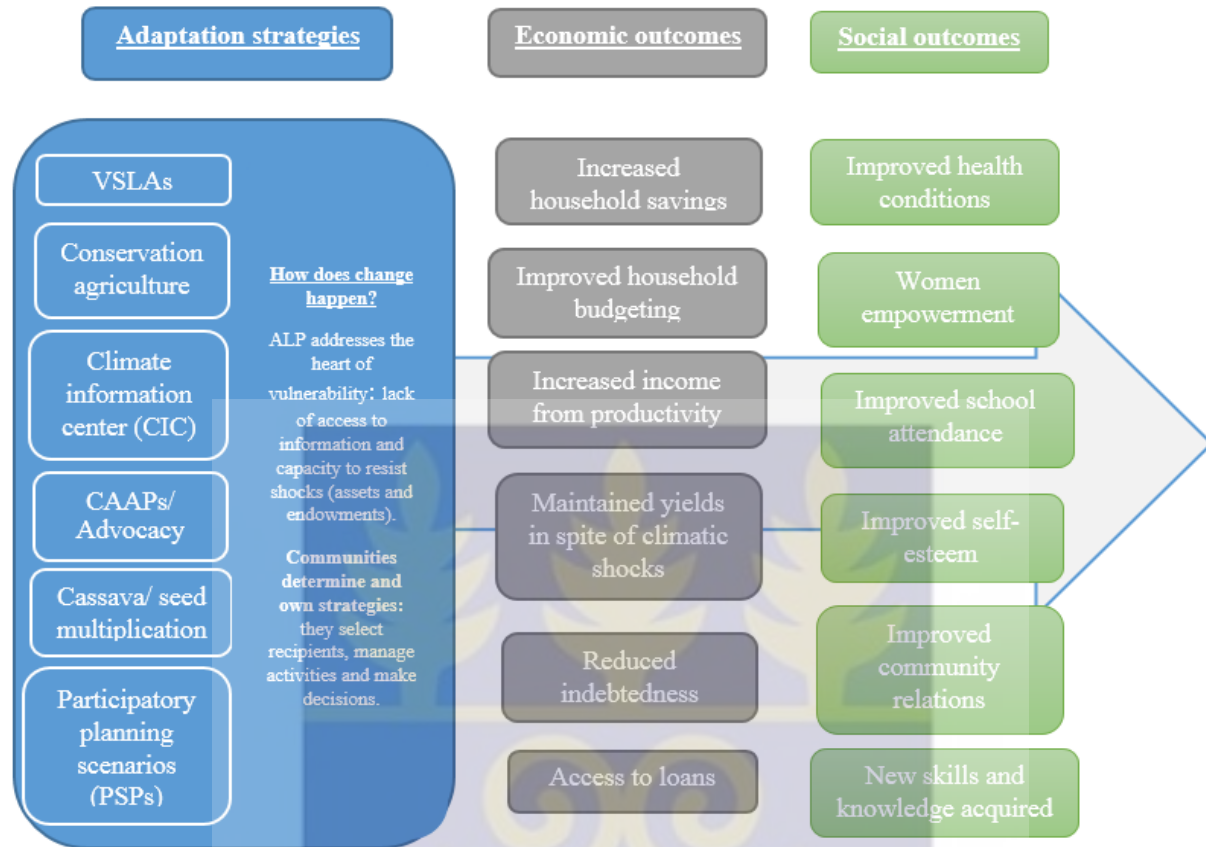 Adaptation strategies
Economic outcomes
Social outcomes
VSLAs
Conservation
agriculture
Climate
information
center (CIC)
CAAPs/
Advocacy
Cassava/ seed
multiplication
Participatory
planning
scenarios
(PSPs)
How does change
happen?
ALP addresses the
heart of
vulnerability: lack
of access to
information and
capacity to resist
shocks (assets and
endowments).
Communities
determine and
own strategies:
they select
recipients, manage
activities and make
decisions.
Increased
household savings
Improved household
budgeting
Increased income
from productivity
Maintained yields
in spite of climatic
shocks
Reduced
indebtedness
Access to loans
Improved health
conditions
Women
empowerment
Improved school
attendance
Improved self-
esteem
Improved
community
relations
New skills and
knowledge acquired